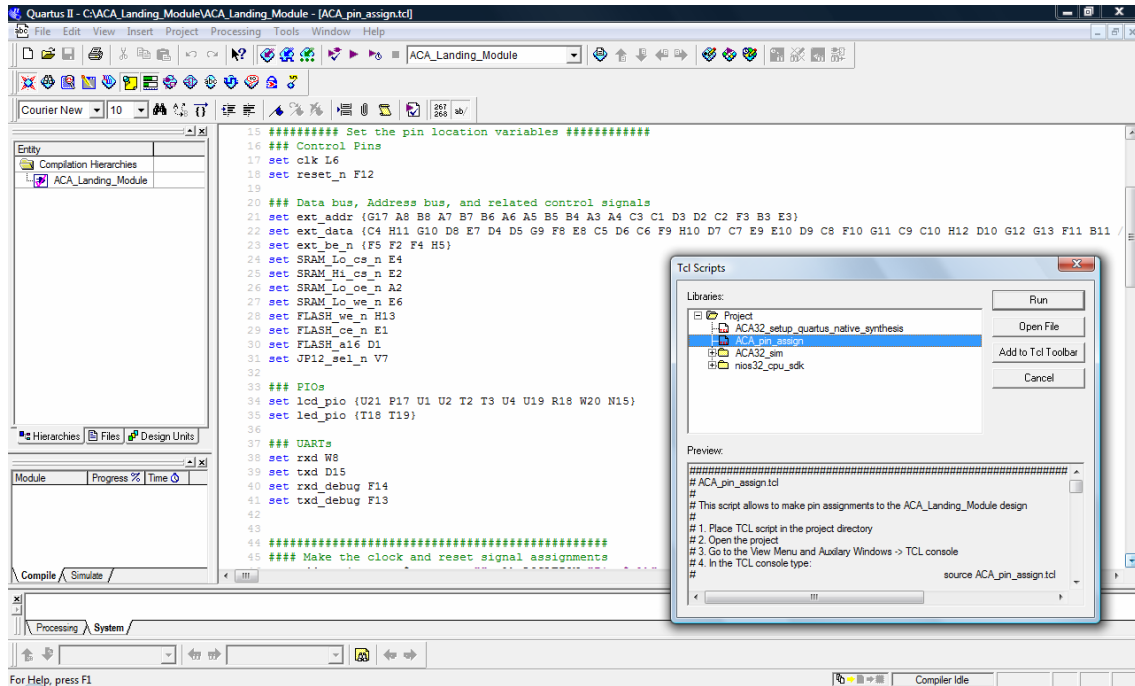 Quartus II - C:\ACA_Landing_Module\ACA_Landing_Module - [ACA_pin_assign.tcl]
File Edit View Insert Project Processing Tools Window Help
ACA_Landing_Module
Courier New 10 267 268 ab/
Entity
Compilation Hierarchies
ACA_Landing_Module
Hierarchies Files Design Units
Module Progress % Time
Compile Simulate
15 ########## Set the pin location variables ############
16 ### Control Pins
17 set clk L6
18 set reset_n F12
19
20 ### Data bus, Address bus, and related control signals
21 set ext_addr {G17 A8 B8 A7 B7 B6 A6 A5 B5 B4 A3 A4 C3 C1 D3 D2 C2 F3 B3 E3}
22 set ext_data {C4 H11 G10 D8 E7 D4 D5 G9 F8 E8 C5 D6 C6 F9 H10 D7 C7 E9 E10 D9 C8 F10 G11 C9 C10 H12 D10 G12 G13 F11 B11
23 set ext_be_n {F5 F2 F4 H5}
24 set SRAM_Lo_cs_n E4
25 set SRAM_Hi_cs_n E2
26 set SRAM_Lo_oe_n A2
27 set SRAM_Lo_we_n E6
28 set FLASH_we_n H13
29 set FLASH_ce_n E1
30 set FLASH_a16 D1
31 set JP12_sel_n V7
32
33 ### PIOs
34 set lcd_pio {U21 P17 U1 U2 T2 T3 U4 U19 R18 W20 N15}
35 set led_pio {T18 T19}
36
37 ### UARTs
38 set rxd W8
39 set txd D15
40 set rxd_debug F14
41 set txd_debug F13
42
43
44 ################################################
45 #### Make the clock and reset signal assignments
Tcl Scripts
Libraries:
Project
ACA32_setup_quartus_native_synthesis
ACA_pin_assign
ACA32_sim
nios32_cpu_sdk
Run
Open File
Add to Tcl Toolbar
Cancel
Preview:
##################################################################
# ACA_pin_assign.tcl
#
# This script allows to make pin assignments to the ACA_Landing_Module design
#
# 1. Place TCL script in the project directory
# 2. Open the project
# 3. Go to the View Menu and Auxilary Windows -> TCL console
# 4. In the TCL console type:
# source ACA_pin_assign.tcl
Processing System
For Help, press F1
Compiler Idle